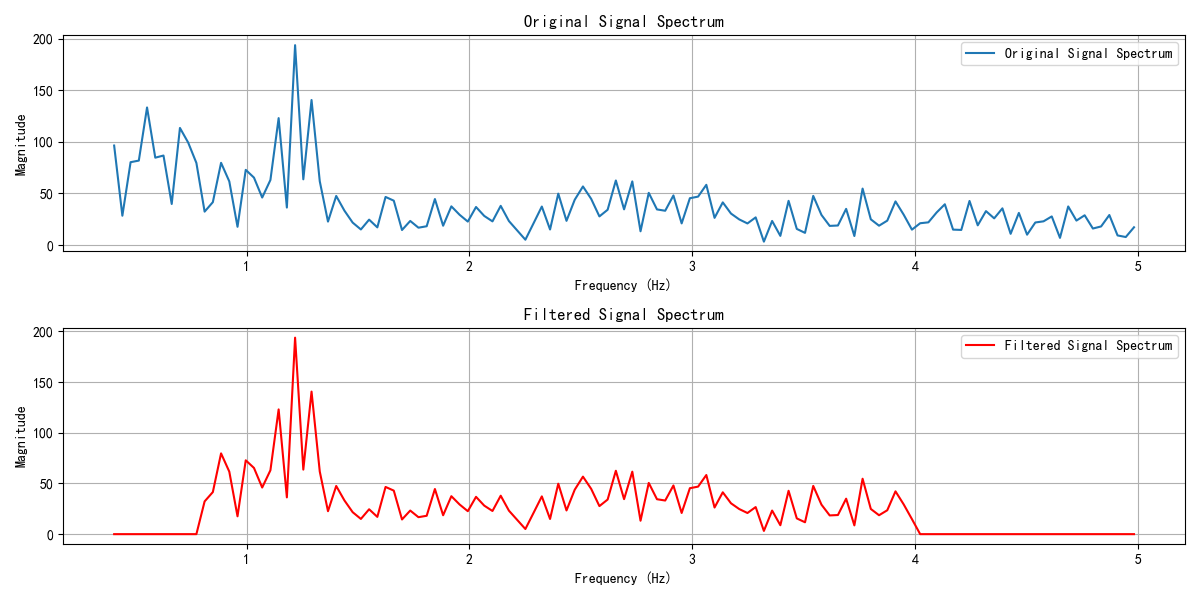 Original Signal Spectrum
200
150
100
50
0
Magnitude
Original Signal Spectrum
1 2 3 4 5
Frequency (Hz)
Filtered Signal Spectrum
200
150
100
50
0
Magnitude
Filtered Signal Spectrum
1 2 3 4 5
Frequency (Hz)